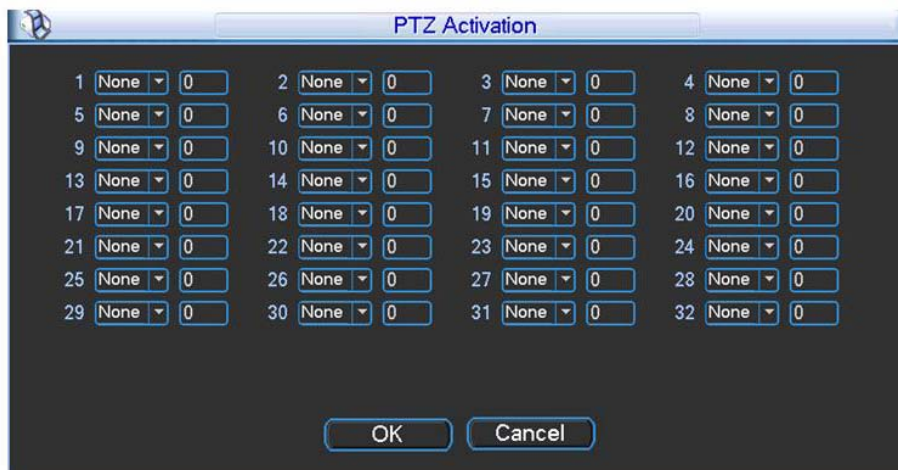 PTZ Activation
1 None 0 2 None 0 3 None 0 4 None 0
5 None 0 6 None 0 7 None 0 8 None 0
9 None 0 10 None 0 11 None 0 12 None 0
13 None 0 14 None 0 15 None 0 16 None 0
17 None 0 18 None 0 19 None 0 20 None 0
21 None 0 22 None 0 23 None 0 24 None 0
25 None 0 26 None 0 27 None 0 28 None 0
29 None 0 30 None 0 31 None 0 32 None 0
OK Cancel